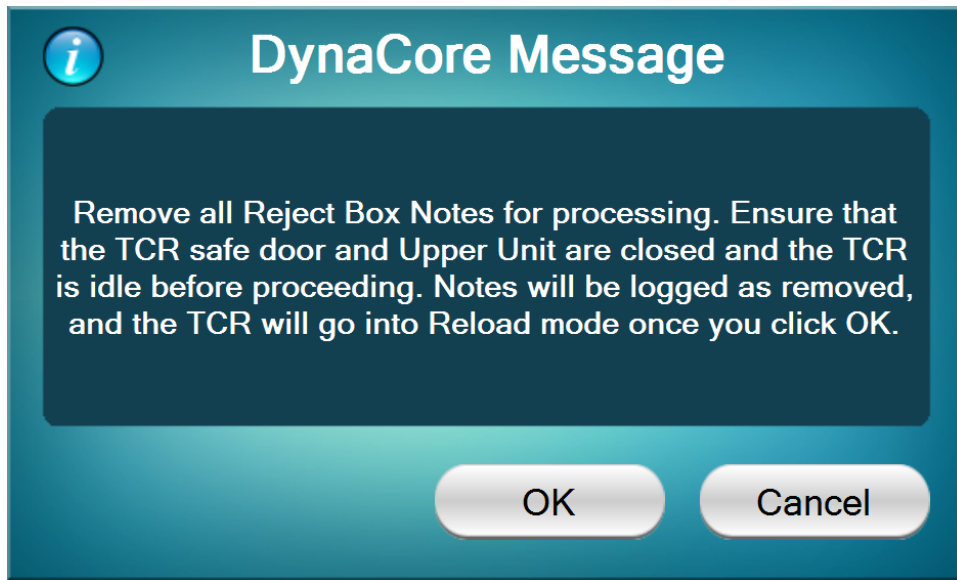 DynaCore Message
Remove all Reject Box Notes for processing. Ensure that
the TCR safe door and Upper Unit are closed and the TCR
is idle before proceeding. Notes will be logged as removed,
and the TCR will go into Reload mode once you click OK.
OK
Cancel